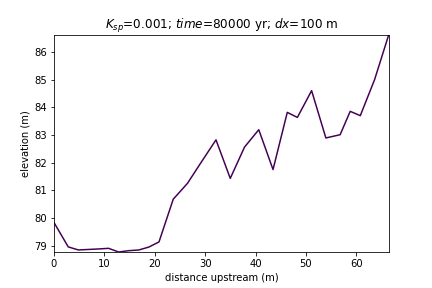 K_sp=0.001; time=80000 yr; dx=100 m
elevation (m)
86
85
84
83
82
81
80
79
0 10 20 30 40 50 60
distance upstream (m)